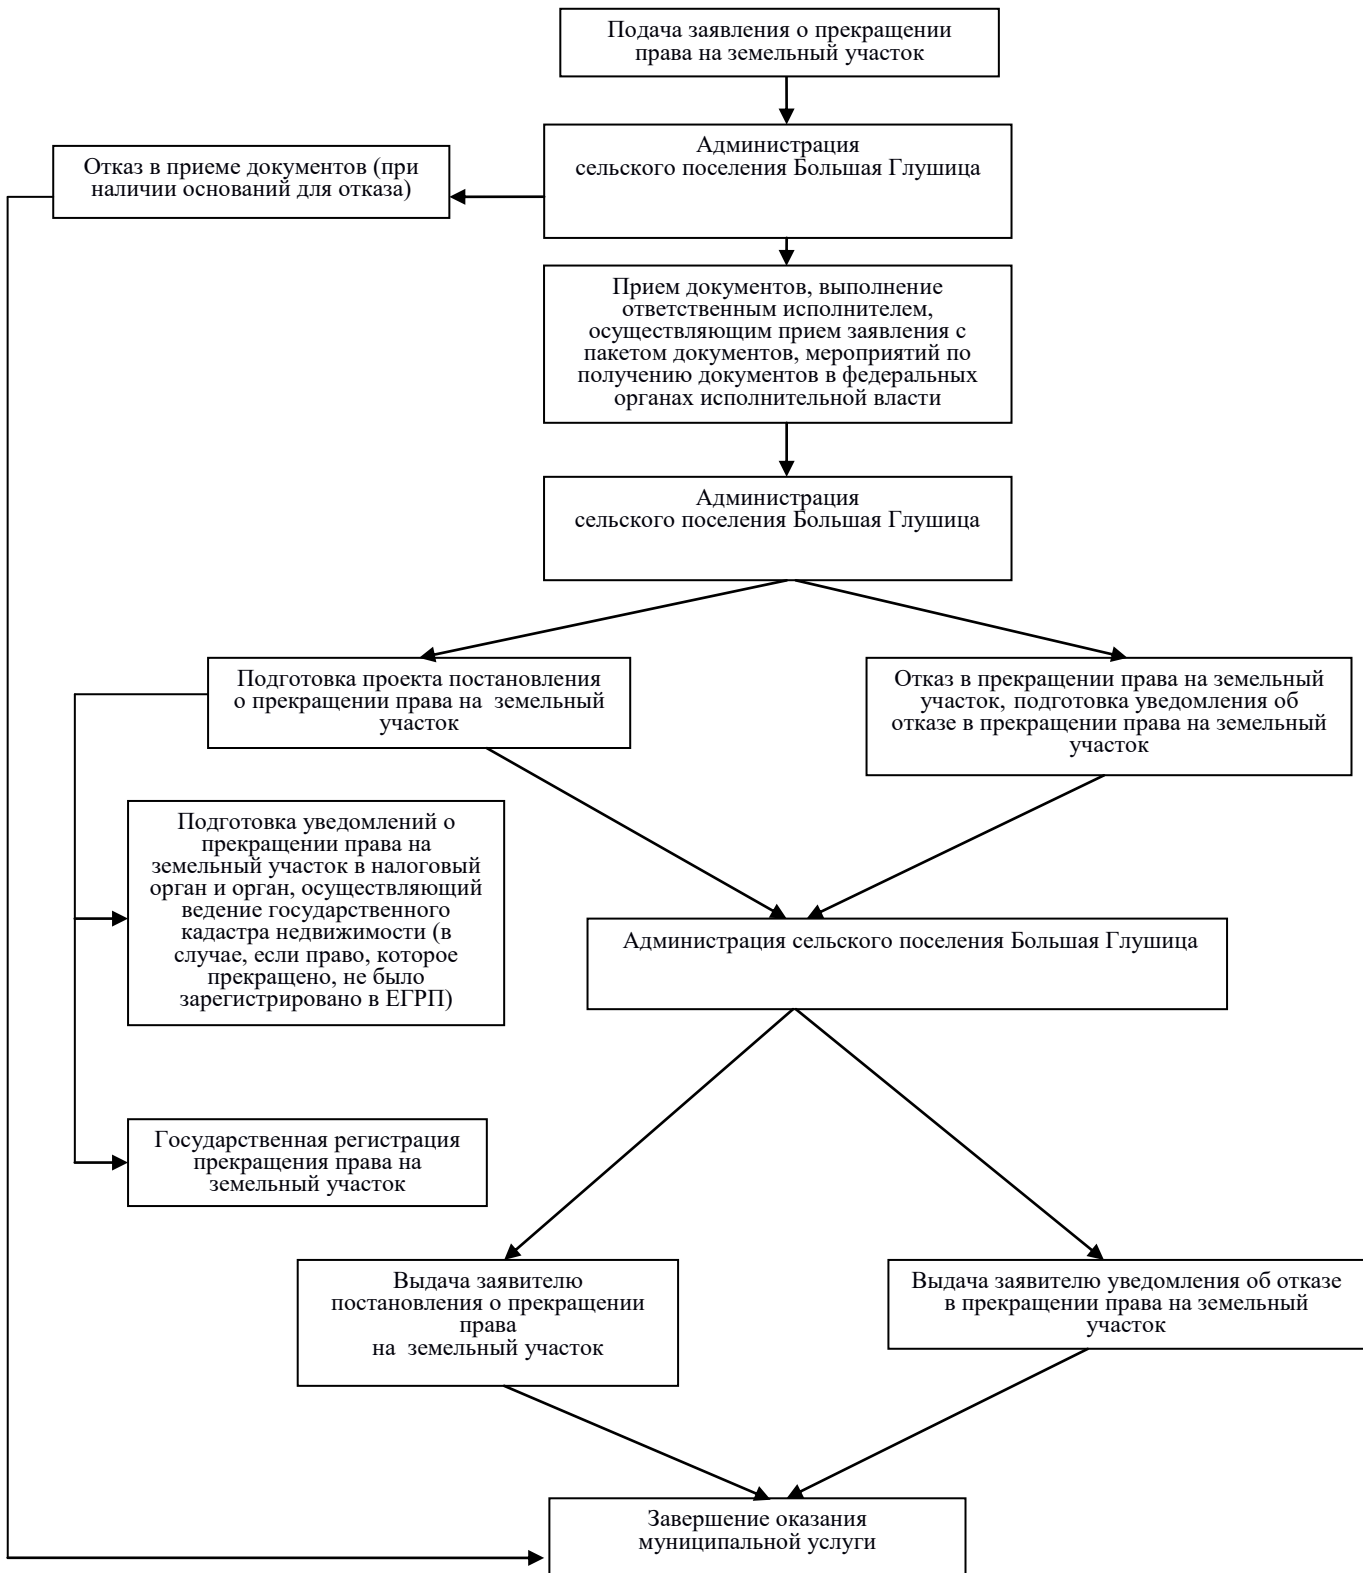 Подача заявления о прекращении
права на земельный участок
Администрация
сельского поселения Большая Глушица
Отказ в приеме документов (при
наличии оснований для отказа)
Прием документов, выполнение
ответственным исполнителем,
осуществляющим прием заявления с
пакетом документов, мероприятий по
получению документов в федеральных
органах исполнительной власти
Администрация
сельского поселения Большая Глушица
Подготовка проекта постановления
о прекращении права на земельный
участок
Отказ в прекращении права на земельный
участок, подготовка уведомления об
отказе в прекращении права на земельный
участок
Подготовка уведомлений о
прекращении права на
земельный участок в налоговый
орган и орган, осуществляющий
ведение государственного
кадастра недвижимости (в
случае, если право, которое
прекращено, не было
зарегистрировано в ЕГРП)
Администрация сельского поселения Большая Глушица
Государственная регистрация
прекращения права на
земельный участок
Выдача заявителю
постановления о прекращении
права
на земельный участок
Выдача заявителю уведомления об отказе
в прекращении права на земельный
участок
Завершение оказания
муниципальной услуги